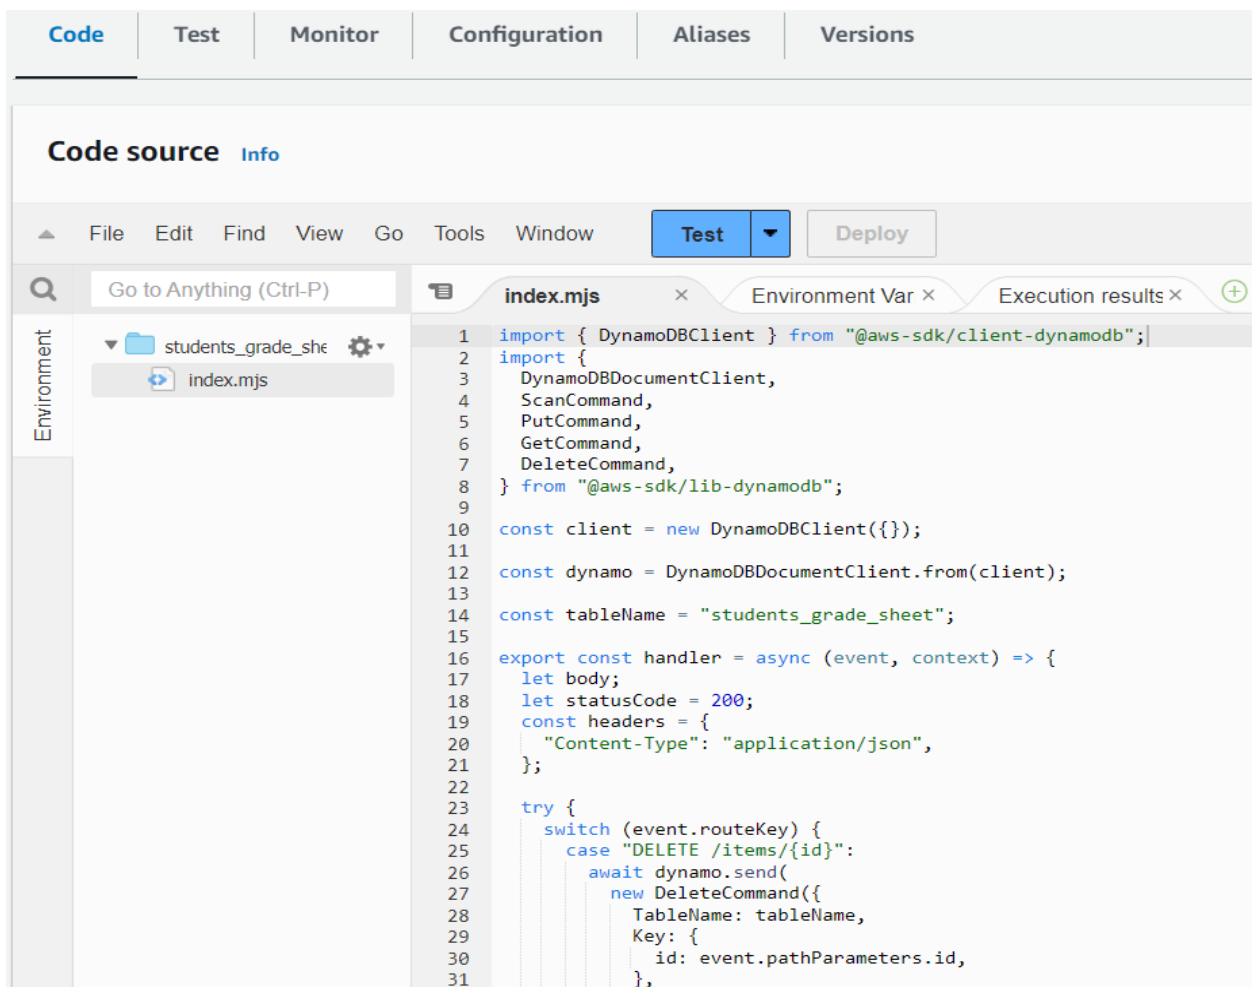 Code Test Monitor Configuration Aliases Versions
Code source Info
File Edit Find View Go Tools Window Test Deploy
Go to Anything (Ctrl-P) index.mjs Environment Var Execution results
Environment
students_grade_she
index.mjs
1 import { DynamoDBClient } from "@aws-sdk/client-dynamodb";
2 import {
3   DynamoDBDocumentClient,
4   ScanCommand,
5   PutCommand,
6   GetCommand,
7   DeleteCommand,
8 } from "@aws-sdk/lib-dynamodb";
9
10 const client = new DynamoDBClient({});
11
12 const dynamo = DynamoDBDocumentClient.from(client);
13
14 const tableName = "students_grade_sheet";
15
16 export const handler = async (event, context) => {
17   let body;
18   let statusCode = 200;
19   const headers = {
20     "Content-Type": "application/json",
21   };
22
23   try {
24     switch (event.routeKey) {
25       case "DELETE /items/{id}":
26         await dynamo.send(
27           new DeleteCommand({
28             TableName: tableName,
29             Key: {
30               id: event.pathParameters.id,
31             },